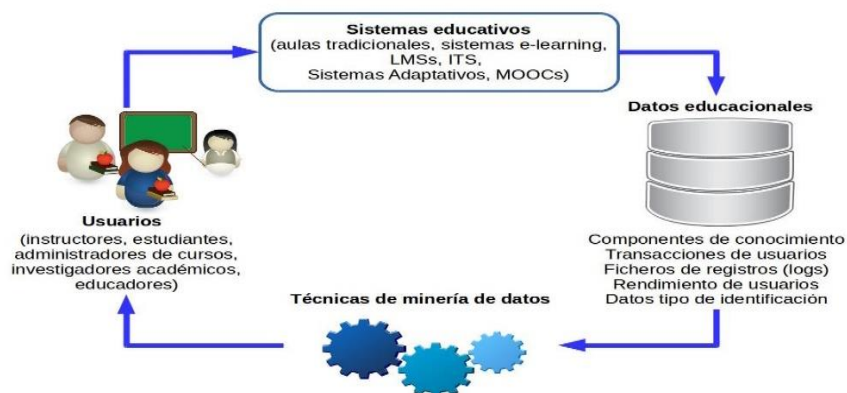 Sistemas educativos
(aulas tradicionales, sistemas e-learning,
LMSs, ITS,
Sistemas Adaptativos, MOOCs)
Datos educacionales
Componentes de conocimiento
Transacciones de usuarios
Ficheros de registros (logs)
Rendimiento de usuarios
Datos tipo de identificación
Técnicas de minería de datos
Usuarios
(instructores, estudiantes,
administradores de cursos,
investigadores académicos,
educadores)